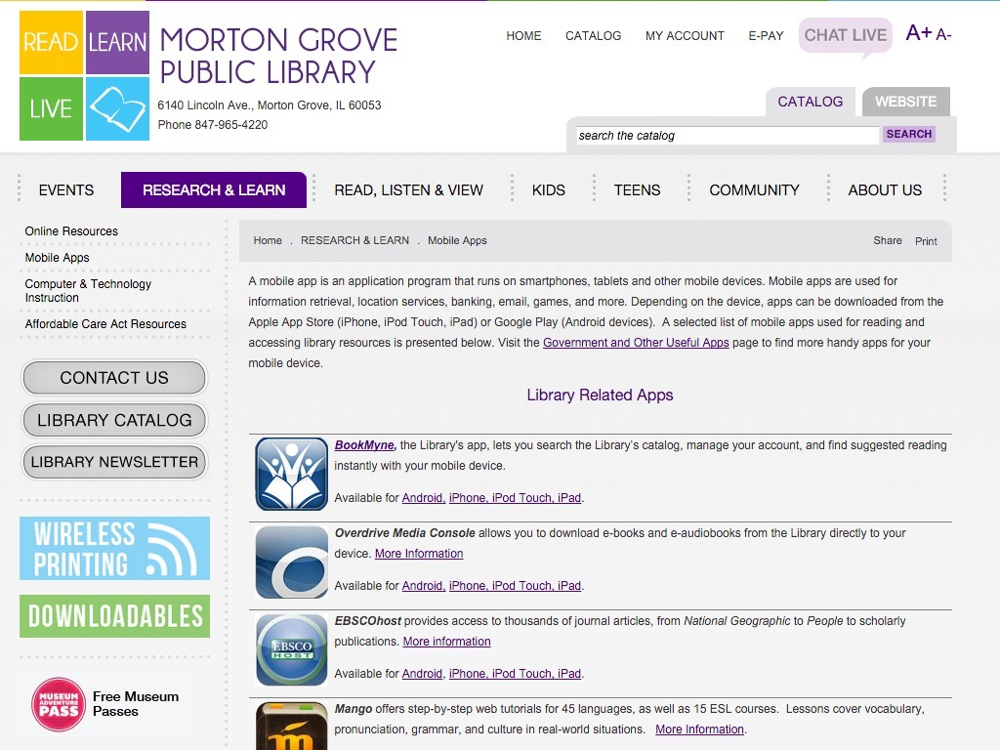 READ LEARN
LIVE
MORTON GROVE
PUBLIC LIBRARY
6140 Lincoln Ave., Morton Grove, IL 60053
Phone 847-965-4220
HOME CATALOG MY ACCOUNT E-PAY CHAT LIVE A+ A-
CATALOG WEBSITE
search the catalog SEARCH
EVENTS RESEARCH & LEARN READ, LISTEN & VIEW KIDS TEENS COMMUNITY ABOUT US
Online Resources
Mobile Apps
Computer & Technology
Instruction
Affordable Care Act Resources
CONTACT US
LIBRARY CATALOG
LIBRARY NEWSLETTER
WIRELESS
PRINTING
DOWNLOADABLES
MUSEUM
ADVENTURE
PASS
Free Museum
Passes
Home . RESEARCH & LEARN . Mobile Apps Share Print
A mobile app is an application program that runs on smartphones, tablets and other mobile devices. Mobile apps are used for
information retrieval, location services, banking, email, games, and more. Depending on the device, apps can be downloaded from the
Apple App Store (iPhone, iPod Touch, iPad) or Google Play (Android devices). A selected list of mobile apps used for reading and
accessing library resources is presented below. Visit the Government and Other Useful Apps page to find more handy apps for your
mobile device.
Library Related Apps
BookMyne, the Library's app, lets you search the Library's catalog, manage your account, and find suggested reading
instantly with your mobile device.
Available for Android, iPhone, iPod Touch, iPad.
Overdrive Media Console allows you to download e-books and e-audiobooks from the Library directly to your
device. More Information
Available for Android, iPhone, iPod Touch, iPad.
EBSCO
HOST
EBSCOhost provides access to thousands of journal articles, from National Geographic to People to scholarly
publications. More information
Available for Android, iPhone, iPod Touch, iPad.
Mango offers step-by-step web tutorials for 45 languages, as well as 15 ESL courses. Lessons cover vocabulary,
pronunciation, grammar, and culture in real-world situations. More Information.
m